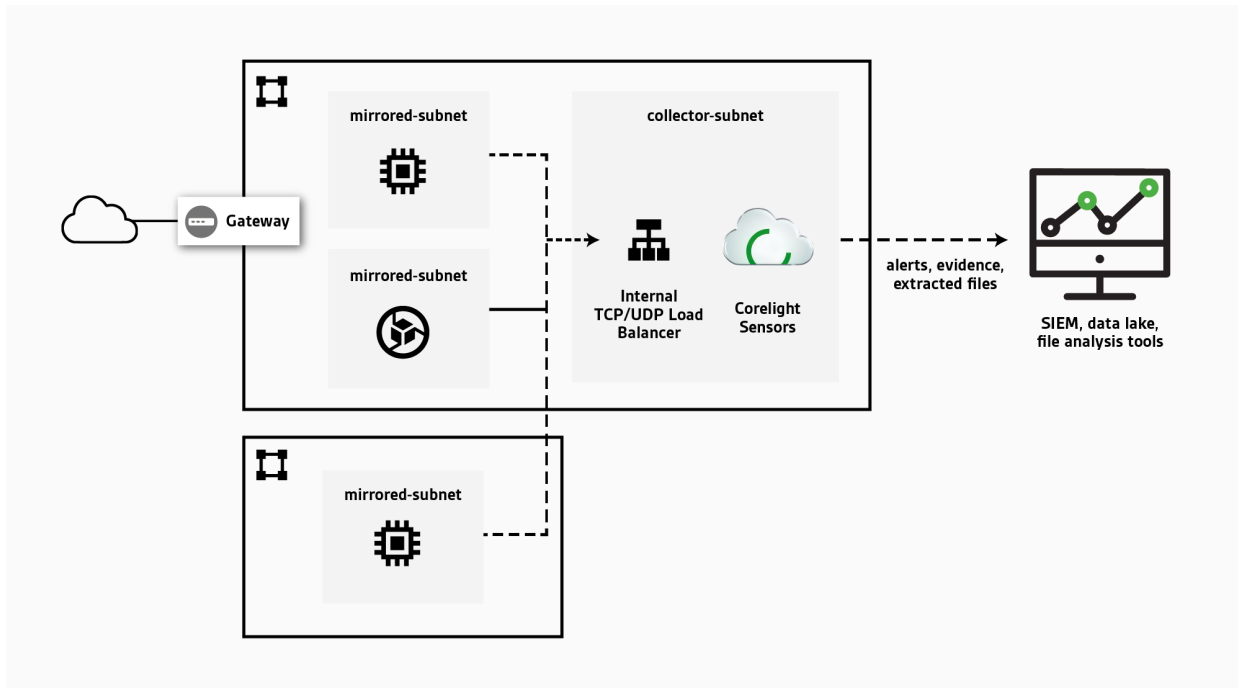 mirrored-subnet
collector-subnet
Gateway
mirrored-subnet
Internal
TCP/UDP Load
Balancer
Corelight
Sensors
alerts, evidence,
extracted files
SIEM, data lake,
file analysis tools
mirrored-subnet